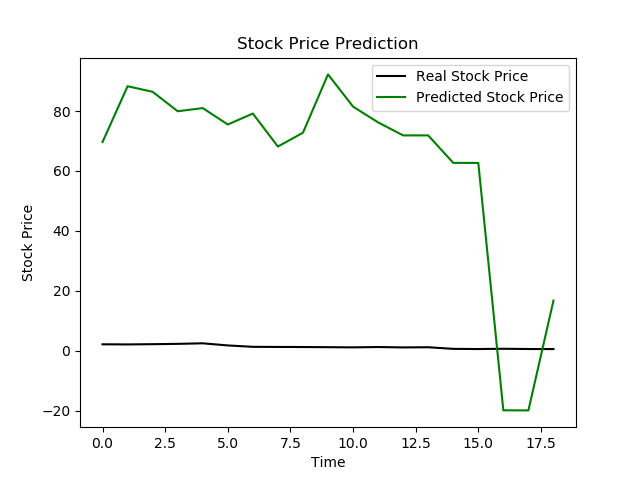 Stock Price Prediction
Real Stock Price
Predicted Stock Price
Stock Price
80
60
40
20
0
−20
0.0 2.5 5.0 7.5 10.0 12.5 15.0 17.5
Time